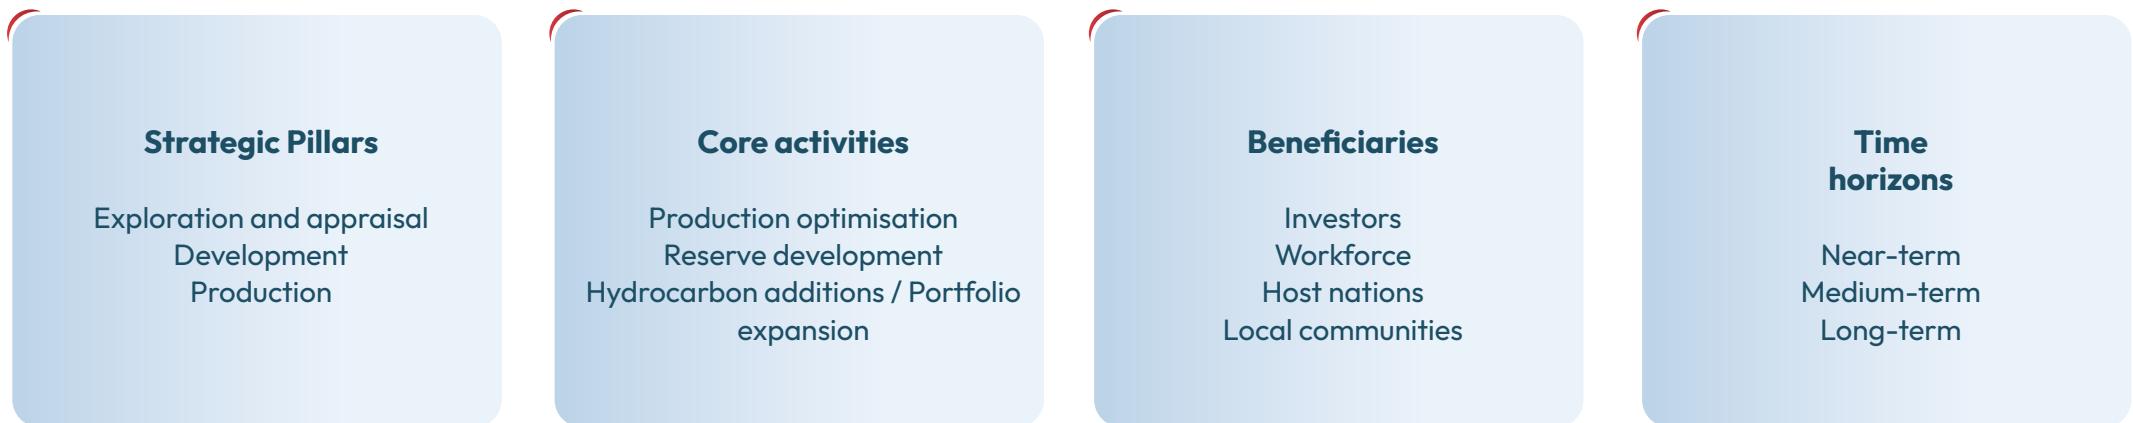 Strategic Pillars
Exploration and appraisal
Development
Production
Core activities
Production optimisation
Reserve development
Hydrocarbon additions / Portfolio
expansion
Beneficiaries
Investors
Workforce
Host nations
Local communities
Time
horizons
Near-term
Medium-term
Long-term